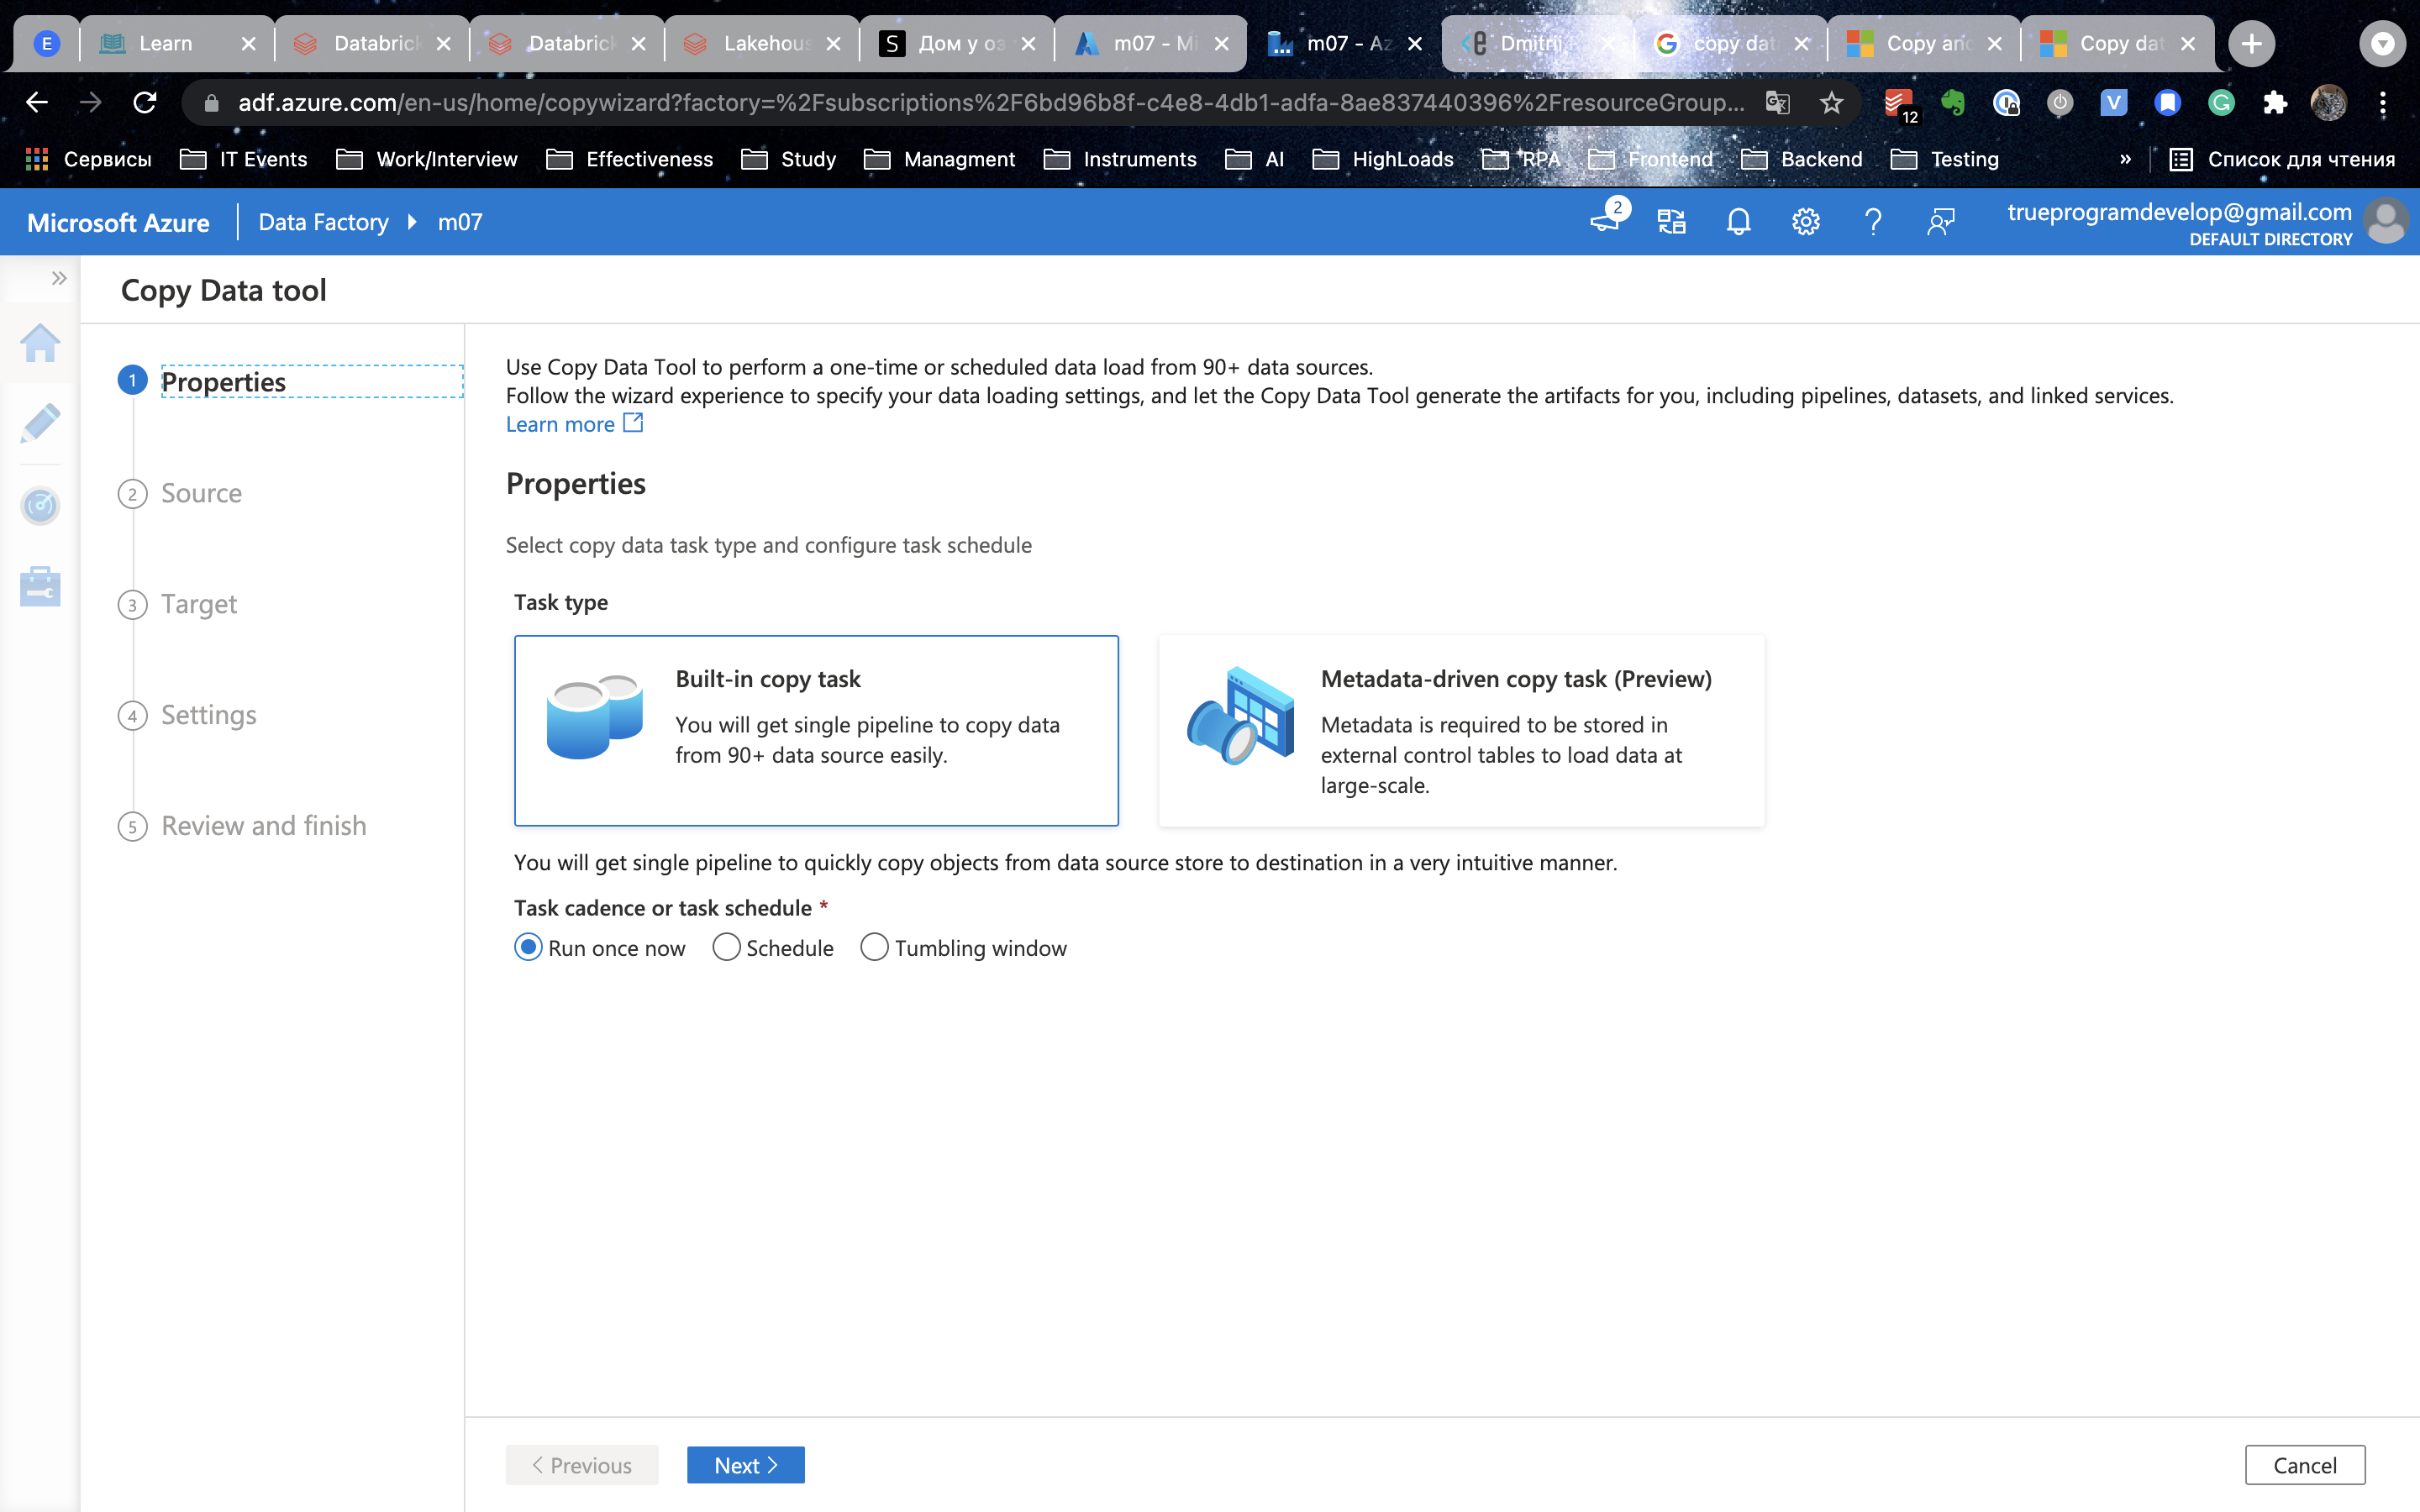 E
Learn
Databric
Databric
Lakehous
S
Дом у оз
m07 - Mi
m07 - Az
Dmitrij
copy dat
Copy an
Copy dat
adf.azure.com/en-us/home/copywizard?factory=%2Fsubscriptions%2F6bd96b8f-c4e8-4db1-adfa-8ae837440396%2FresourceGroup...
12
V
Сервисы
IT Events
Work/Interview
Effectiveness
Study
Managment
Instruments
AI
HighLoads
RPA
Frontend
Backend
Testing
»
Список для чтения
Microsoft Azure
Data Factory
m07
2
trueprogramdevelop@gmail.com
DEFAULT DIRECTORY
Copy Data tool
1 Properties
2 Source
3 Target
4 Settings
5 Review and finish
Use Copy Data Tool to perform a one-time or scheduled data load from 90+ data sources.
Follow the wizard experience to specify your data loading settings, and let the Copy Data Tool generate the artifacts for you, including pipelines, datasets, and linked services.
Learn more
Properties
Select copy data task type and configure task schedule
Task type
Built-in copy task
You will get single pipeline to copy data
from 90+ data source easily.
Metadata-driven copy task (Preview)
Metadata is required to be stored in
external control tables to load data at
large-scale.
You will get single pipeline to quickly copy objects from data source store to destination in a very intuitive manner.
Task cadence or task schedule *
Run once now
Schedule
Tumbling window
< Previous
Next >
Cancel